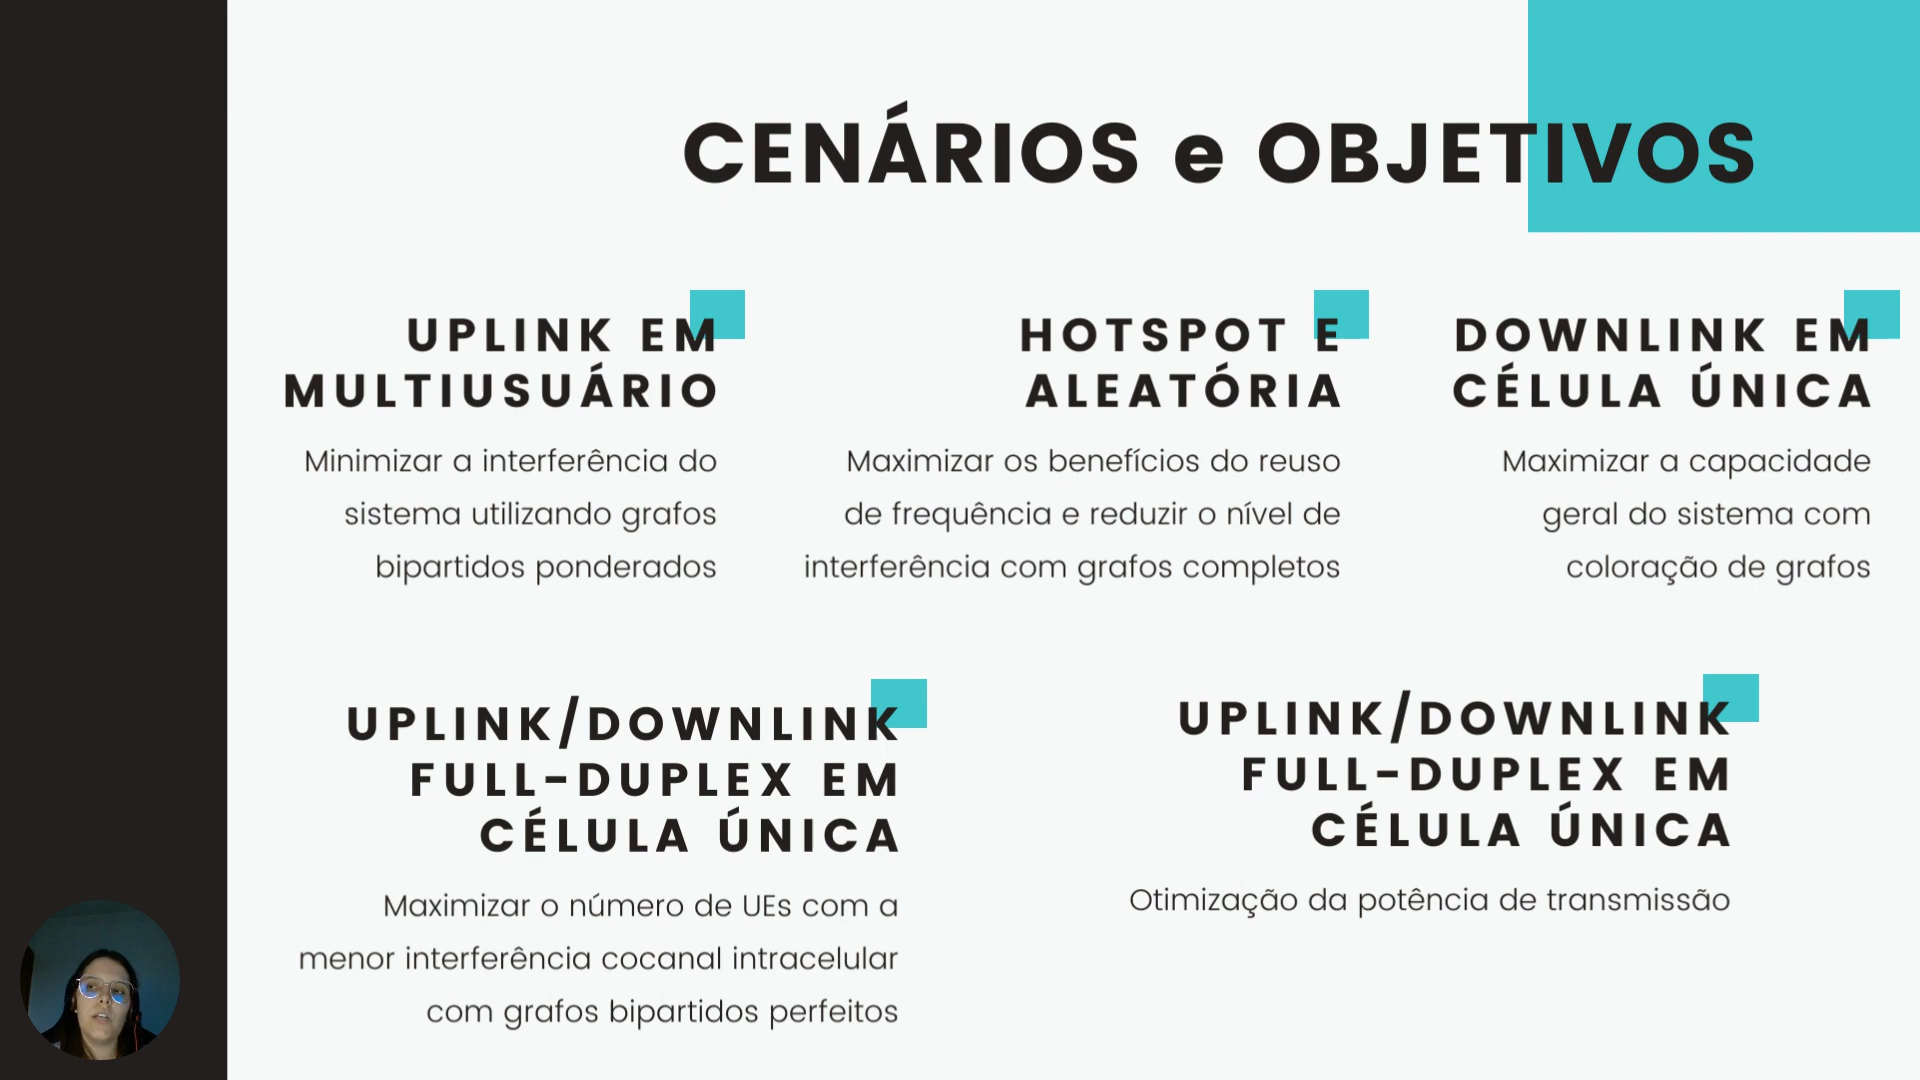 CENÁRIOS e OBJETIVOS
UPLINK EM
MULTIUSUÁRIO
Minimizar a interferência do
sistema utilizando grafos
bipartidos ponderados
HOTSPOT E
ALEATÓRIA
Maximizar os benefícios do reuso
de frequência e reduzir o nível de
interferência com grafos completos
DOWNLINK EM
CÉLULA ÚNICA
Maximizar a capacidade
geral do sistema com
coloração de grafos
UPLINK/DOWNLINK
FULL-DUPLEX EM
CÉLULA ÚNICA
Maximizar o número de UEs com a
menor interferência cocanal intracelular
com grafos bipartidos perfeitos
UPLINK/DOWNLINK
FULL-DUPLEX EM
CÉLULA ÚNICA
Otimização da potência de transmissão